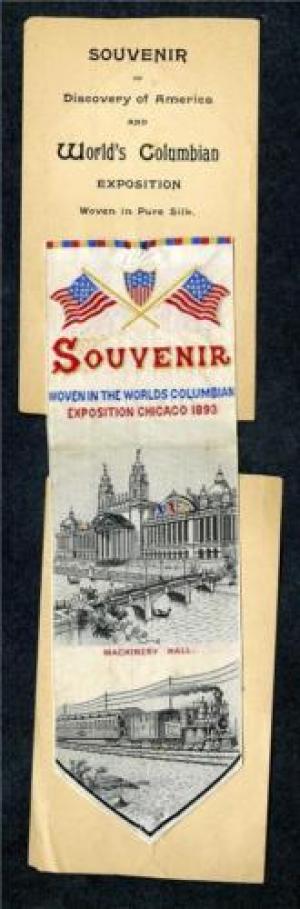 SOUVENIR
OF
Discovery of America
AND
World's Columbian
EXPOSITION
Woven in Pure Silk.
SOUVENIR
WOVEN IN THE WORLDS COLUMBIAN
EXPOSITION CHICAGO 1893
MACHINERY HALL.